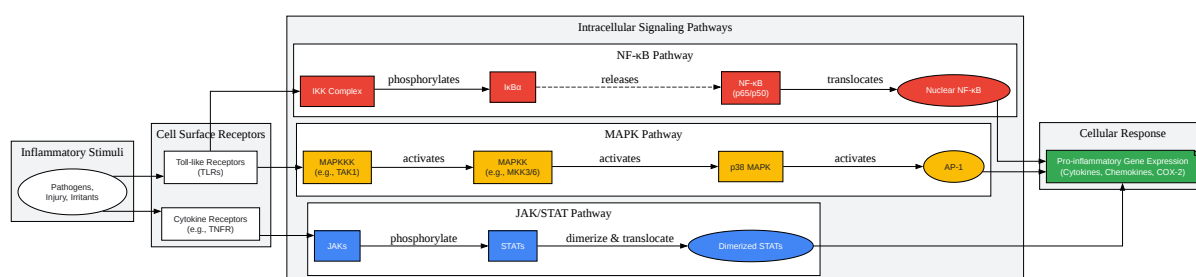 Intracellular Signaling Pathways
NF-κB Pathway
IKK Complex
phosphorylates
IκBα
releases
NF-κB
(p65/p50)
translocates
Nuclear NF-κB
Inflammatory Stimuli
Pathogens,
Injury, Irritants
Cell Surface Receptors
Toll-like Receptors
(TLRs)
Cytokine Receptors
(e.g., TNFR)
MAPK Pathway
MAPKKK
(e.g., TAK1)
activates
MAPKK
(e.g., MKK3/6)
activates
p38 MAPK
activates
AP-1
JAK/STAT Pathway
JAKs
phosphorylate
STATs
dimerize & translocate
Dimerized STATs
Cellular Response
Pro-inflammatory Gene Expression
(Cytokines, Chemokines, COX-2)